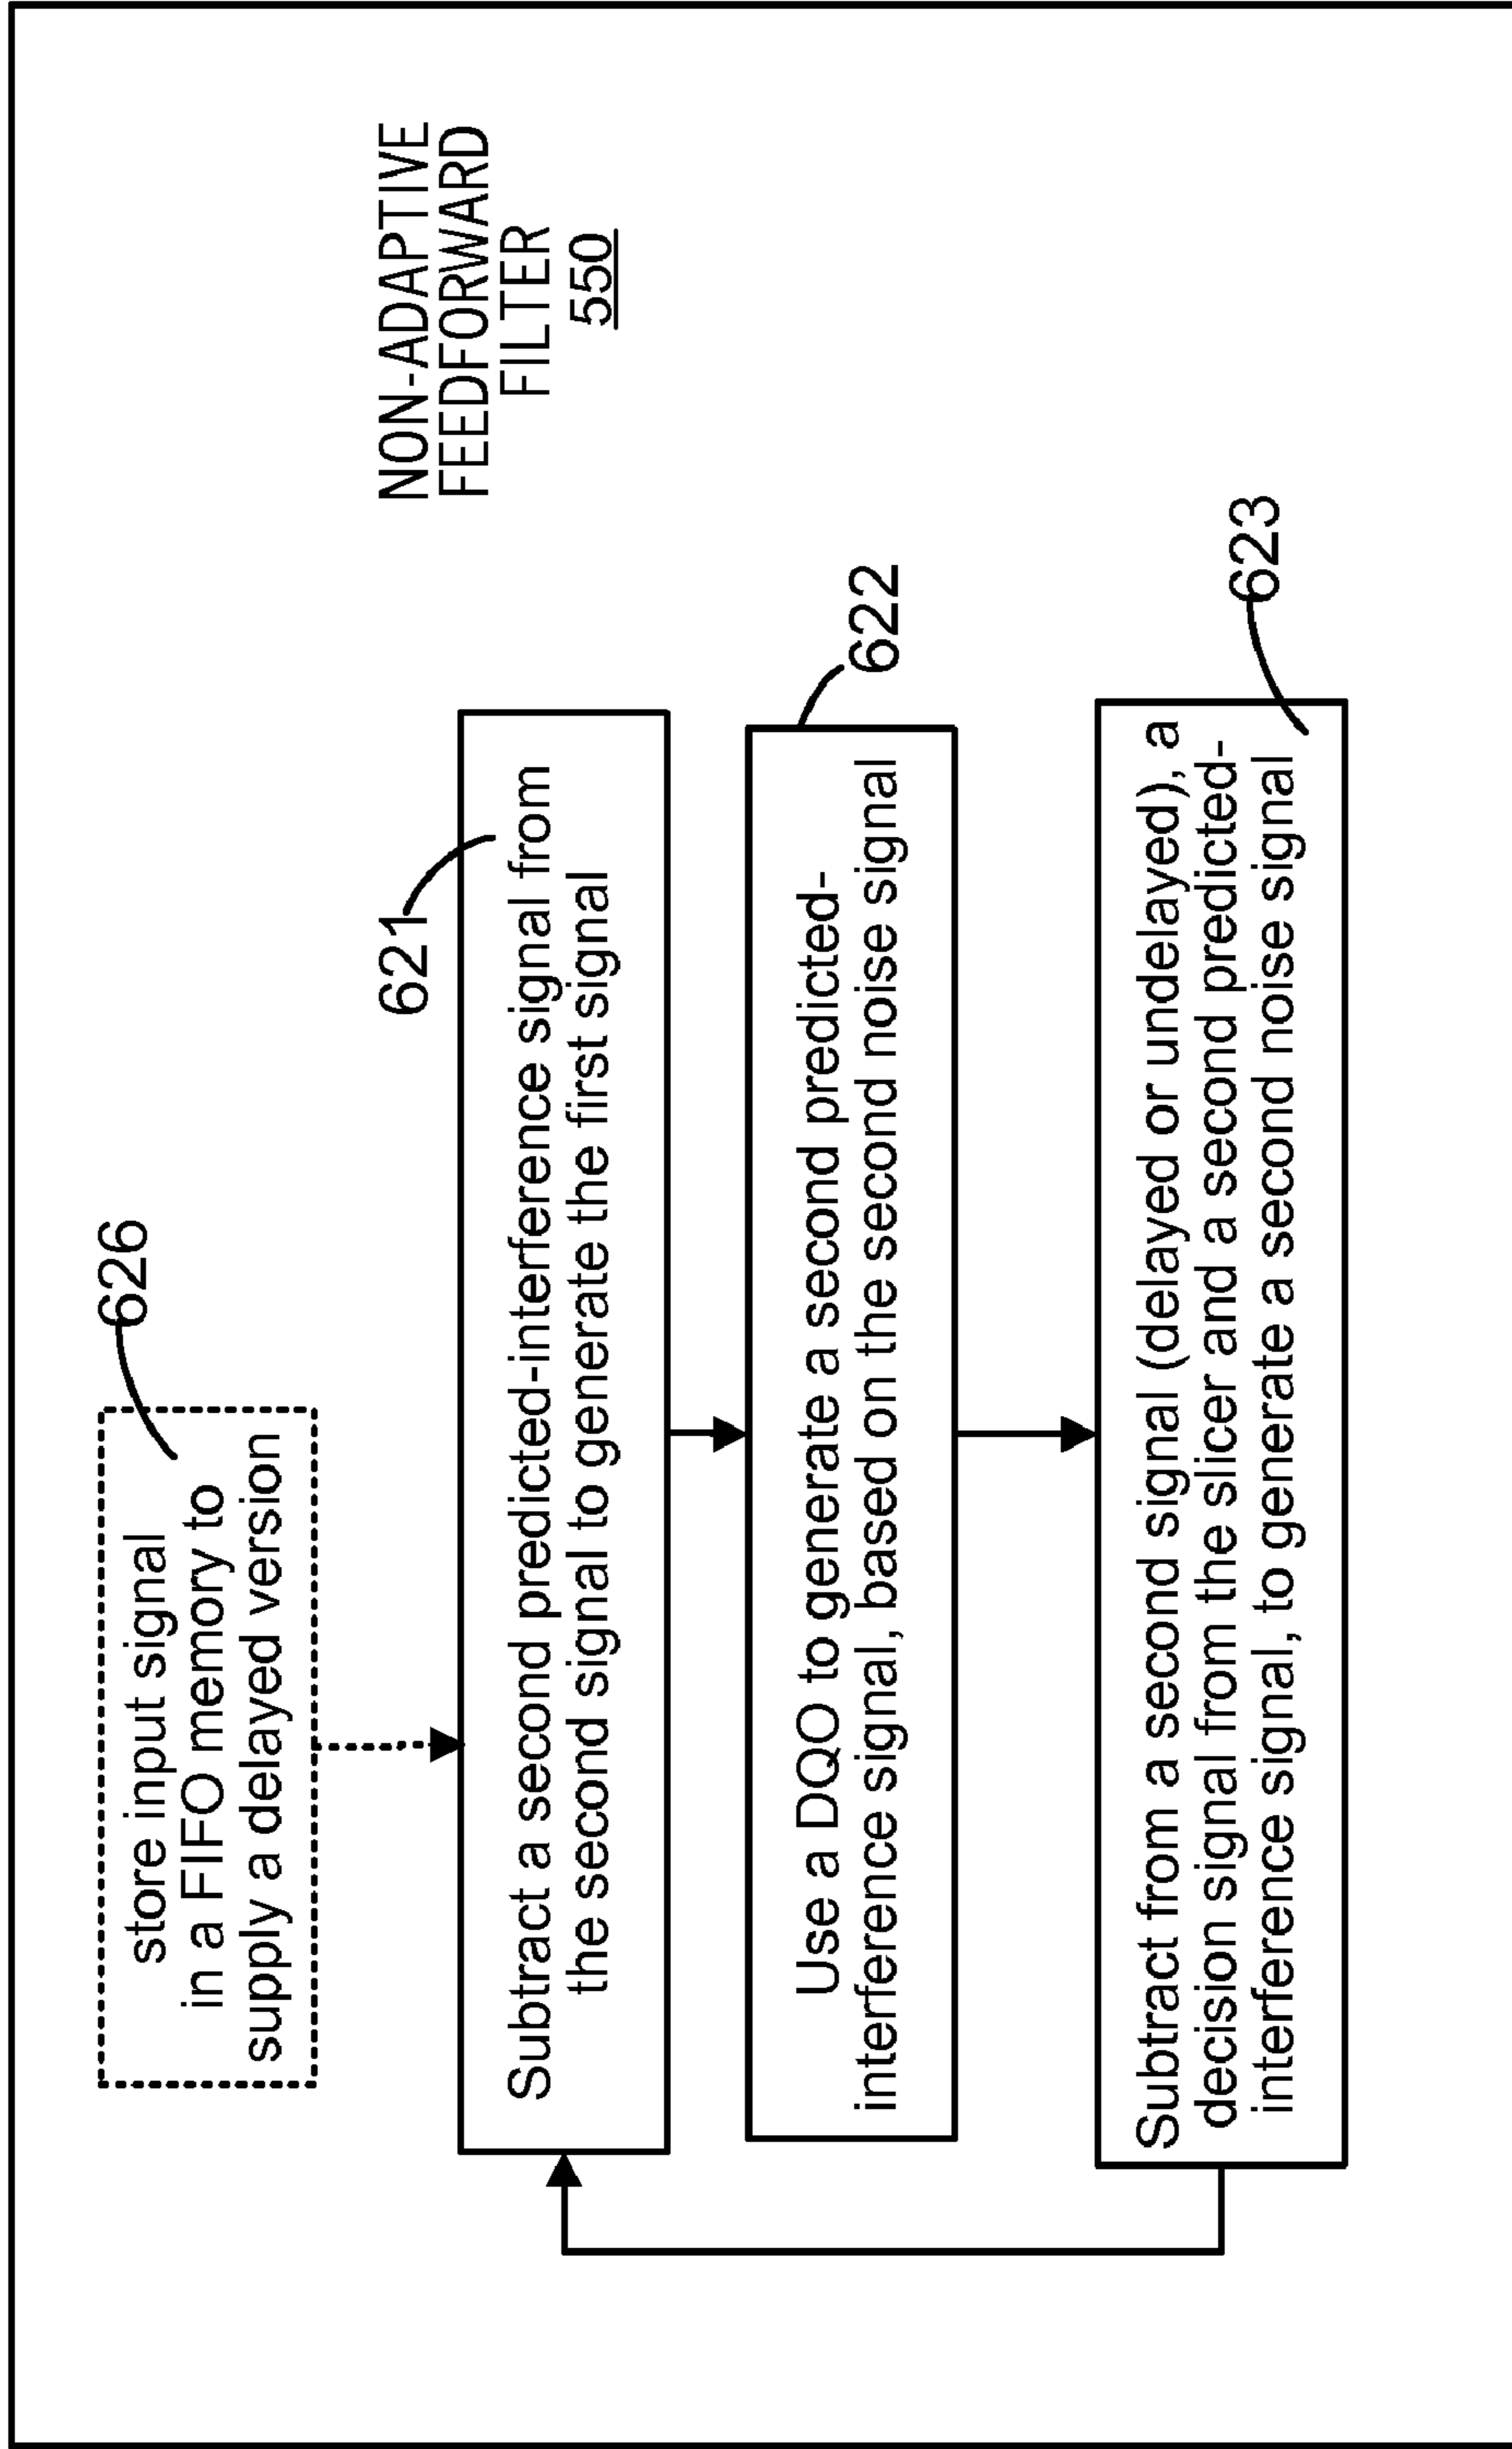 626
store input signal
in a FIFO memory to
supply a delayed version
NON-ADAPTIVE
FEEDFORWARD
FILTER
550
621
Subtract a second predicted-interference signal from
the second signal to generate the first signal
622
Use a DQO to generate a second predicted-
interference signal, based on the second noise signal
623
Subtract from a second signal (delayed or undelayed), a
decision signal from the slicer and a second predicted-
interference signal, to generate a second noise signal